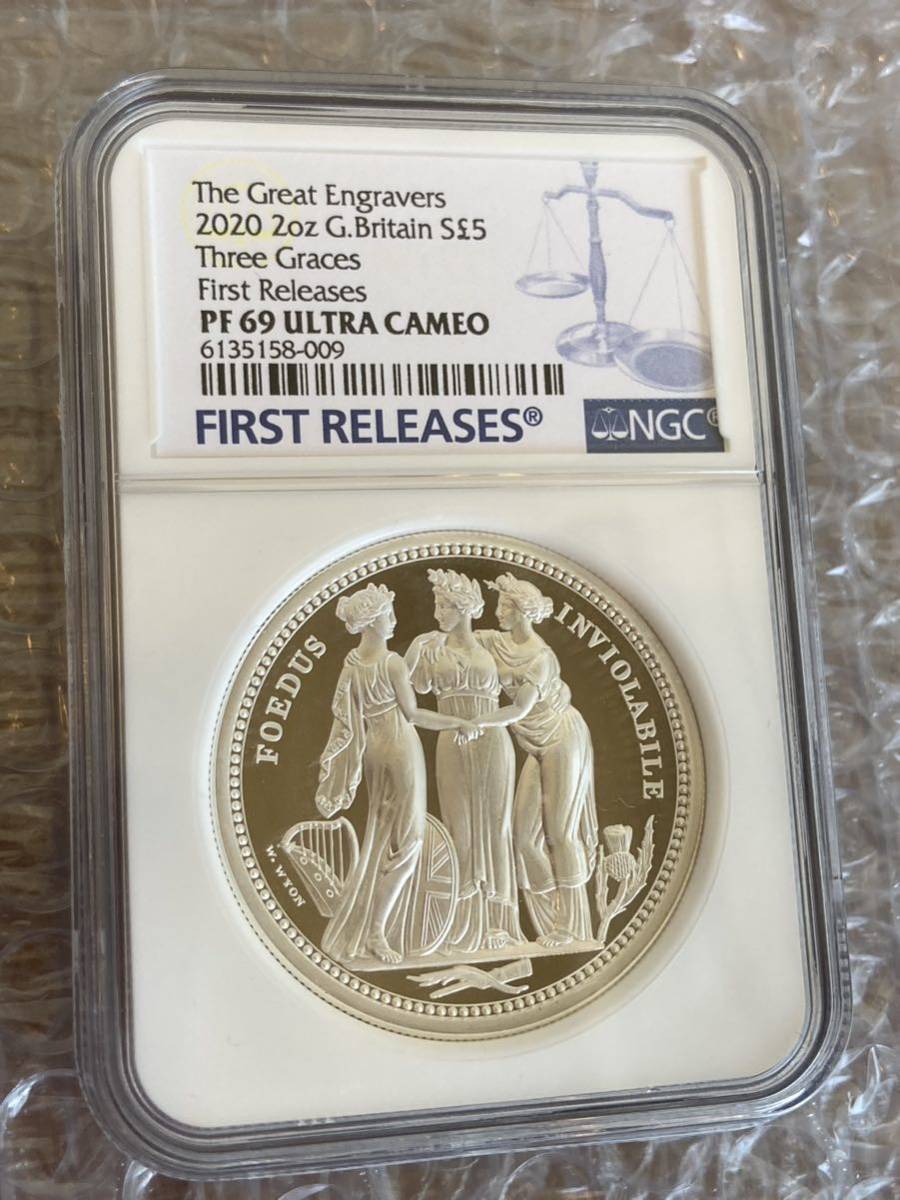 The Great Engravers
2020 2oz G.Britain S£5
Three Graces
First Releases
PF 69 ULTRA CAMEO
6135158-009
FIRST RELEASES®
NGC®
FOEDUS INVIOLABILE
W. WYON